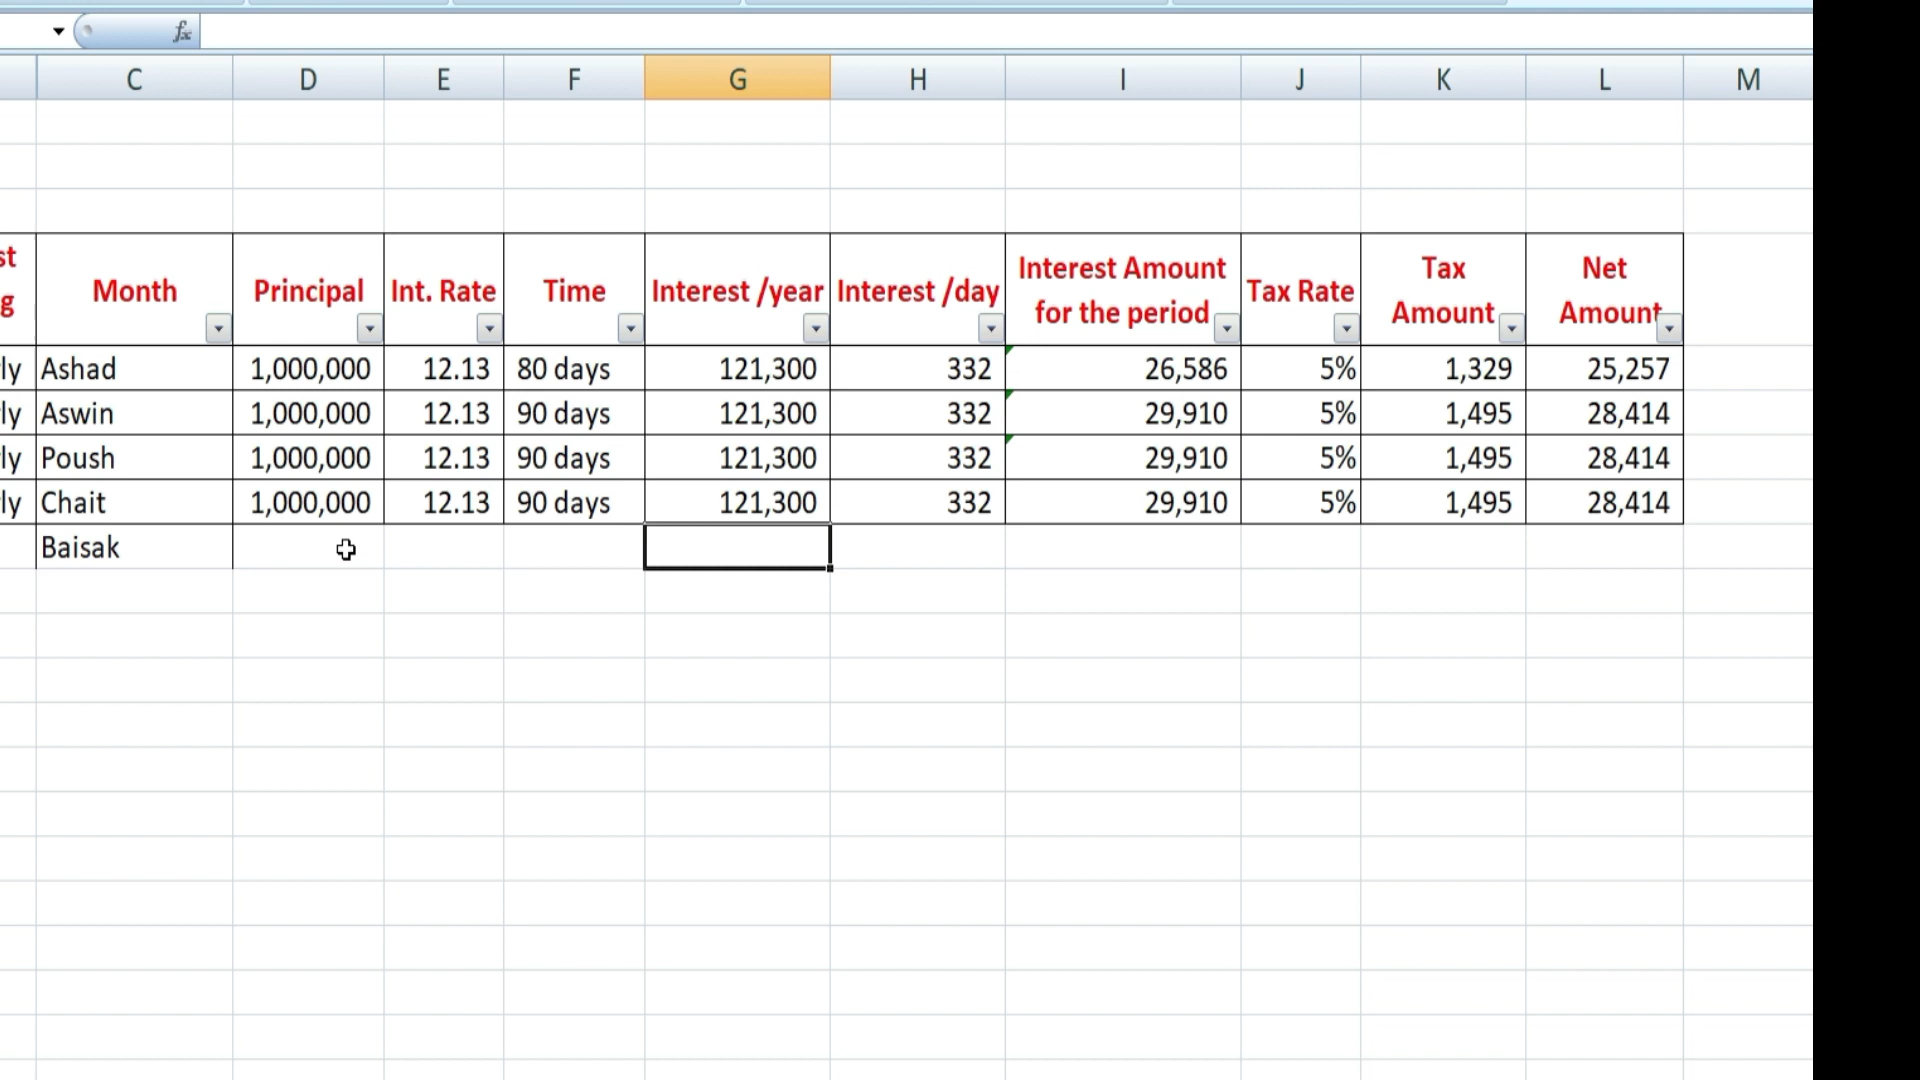 fx
C D E F G H I J K L M
st
g
Month Principal Int. Rate Time Interest /year Interest /day Interest Amount for the period Tax Rate Tax Amount Net Amount
ly Ashad 1,000,000 12.13 80 days 121,300 332 26,586 5% 1,329 25,257
ly Aswin 1,000,000 12.13 90 days 121,300 332 29,910 5% 1,495 28,414
ly Poush 1,000,000 12.13 90 days 121,300 332 29,910 5% 1,495 28,414
rly Chait 1,000,000 12.13 90 days 121,300 332 29,910 5% 1,495 28,414
Baisak